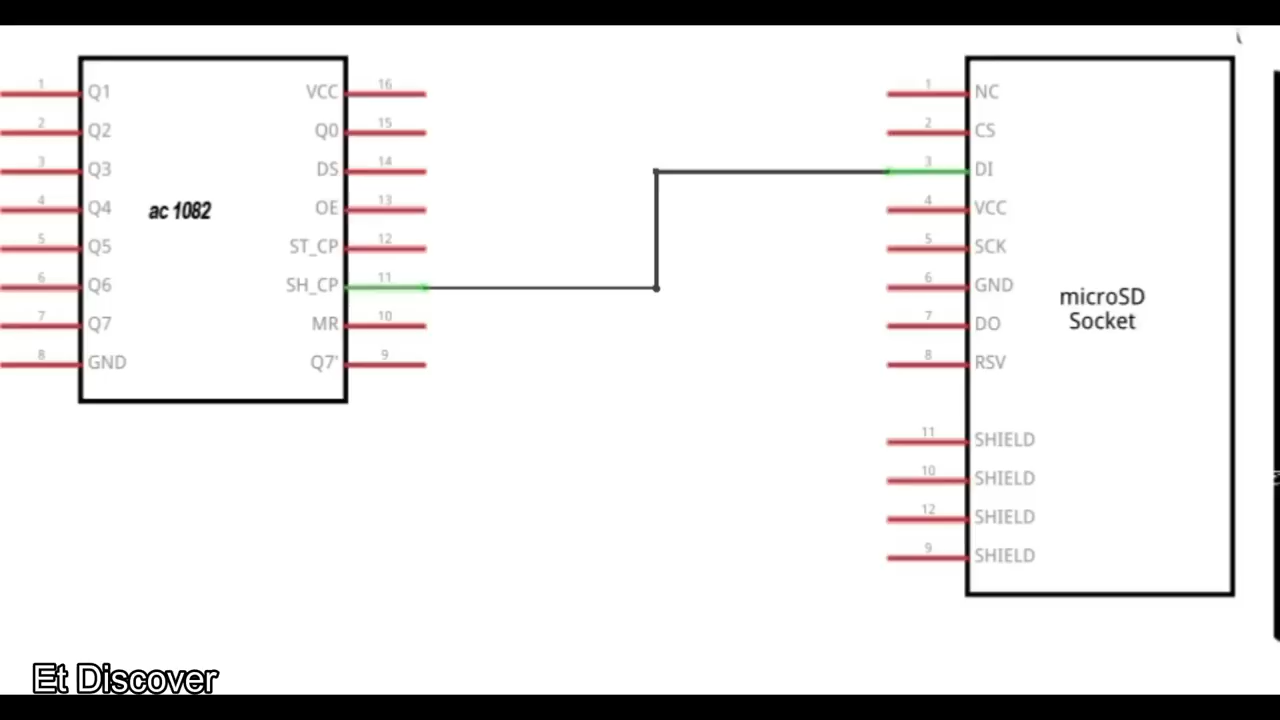 1 Q1 VCC 16
2 Q2 Q0 15
3 Q3 DS 14
4 Q4 OE 13
ac 1082
5 Q5 ST_CP 12
6 Q6 SH_CP 11
7 Q7 MR 10
8 GND Q7' 9
1 NC
2 CS
3 DI
4 VCC
5 SCK
6 GND
7 DO
8 RSV
microSD
Socket
11 SHIELD
10 SHIELD
12 SHIELD
9 SHIELD
Et Discover